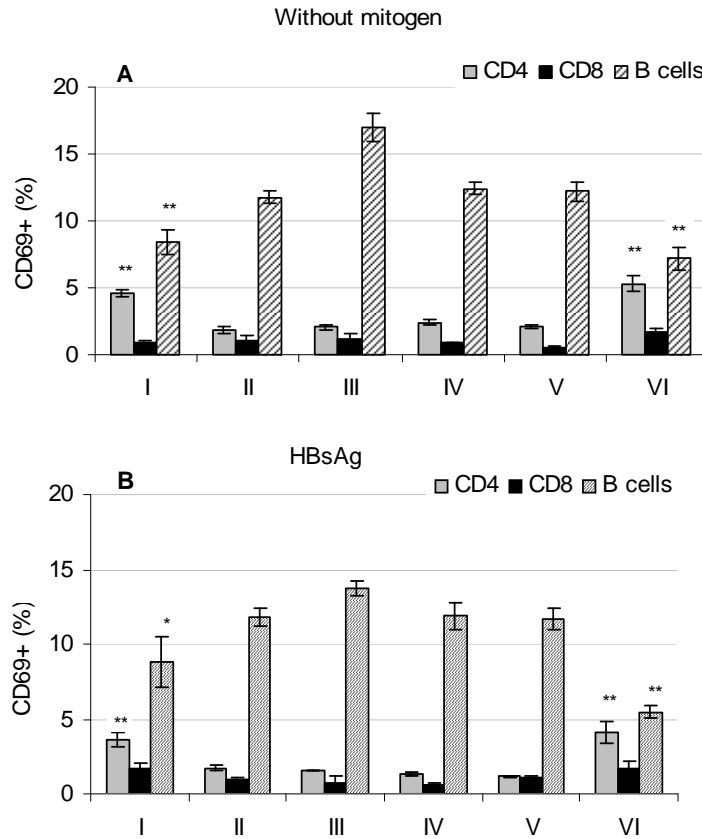 Without mitogen
A
CD4 CD8 B cells
20
15
10
5
0
CD69+ (%)
** ** ** **
I II III IV V VI
HBsAg
B
CD4 CD8 B cells
20
15
10
5
0
CD69+ (%)
** * ** **
I II III IV V VI